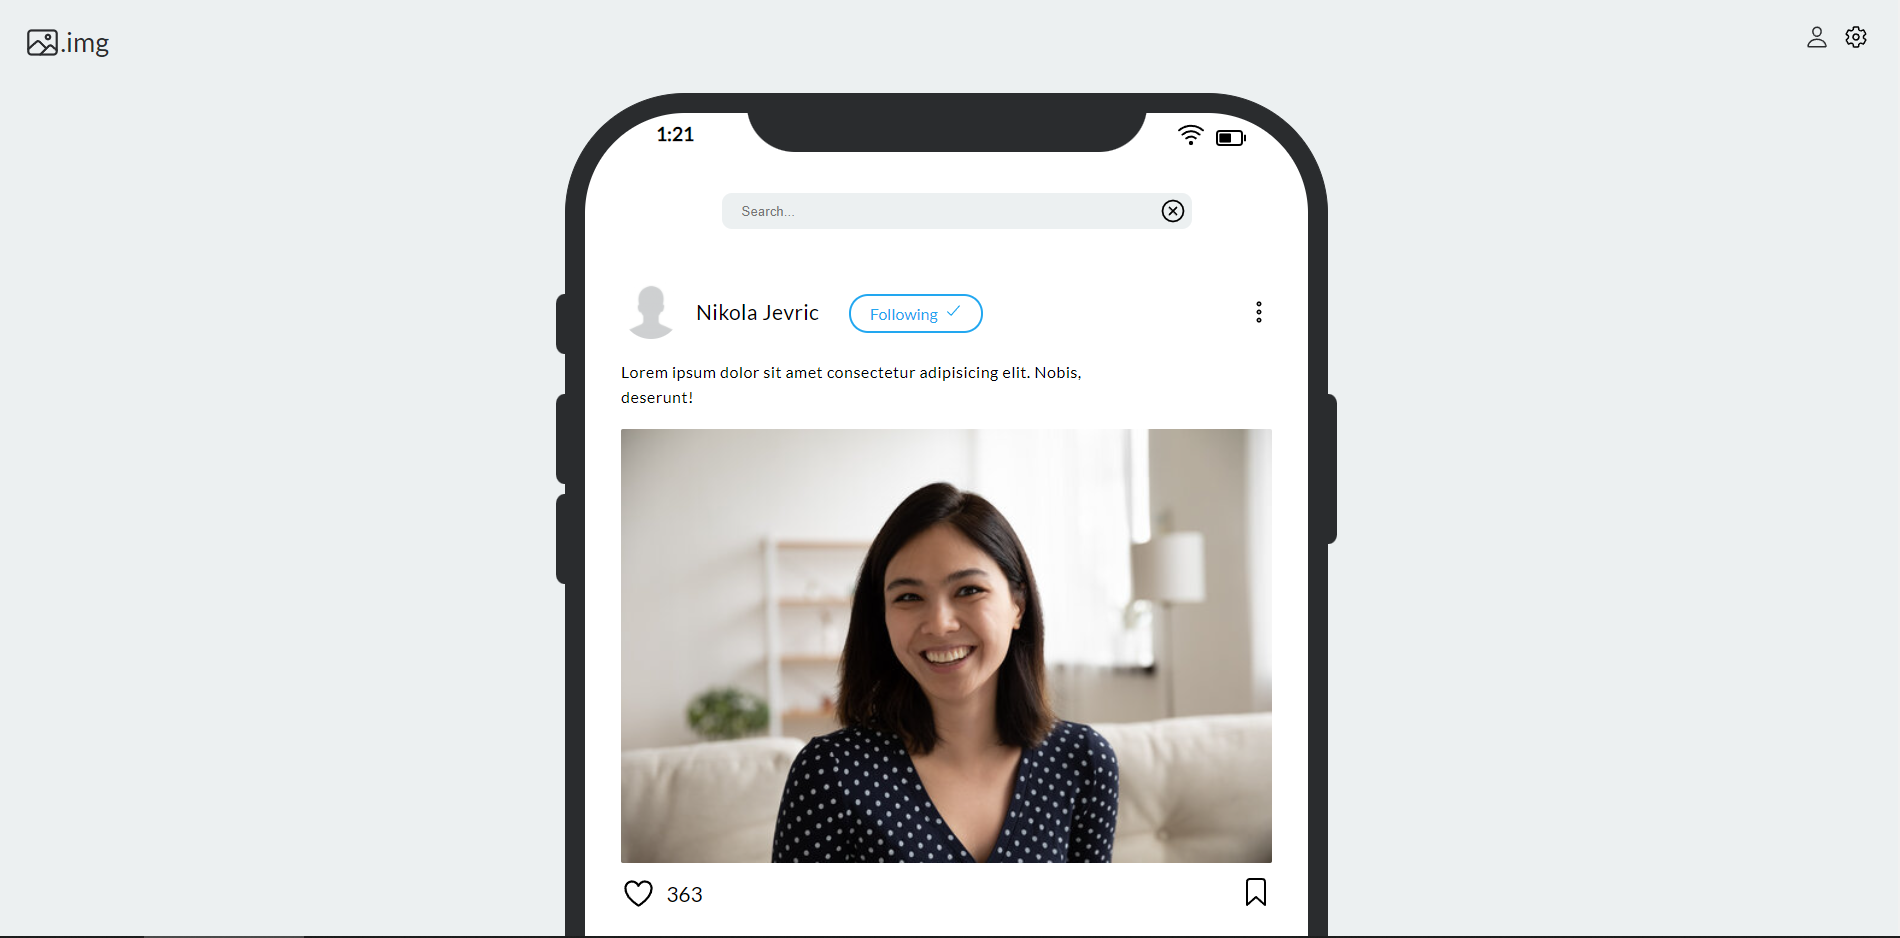 .img
1:21
Search...
Nikola Jevric
Following
Lorem ipsum dolor sit amet consectetur adipisicing elit. Nobis,
deserunt!
363